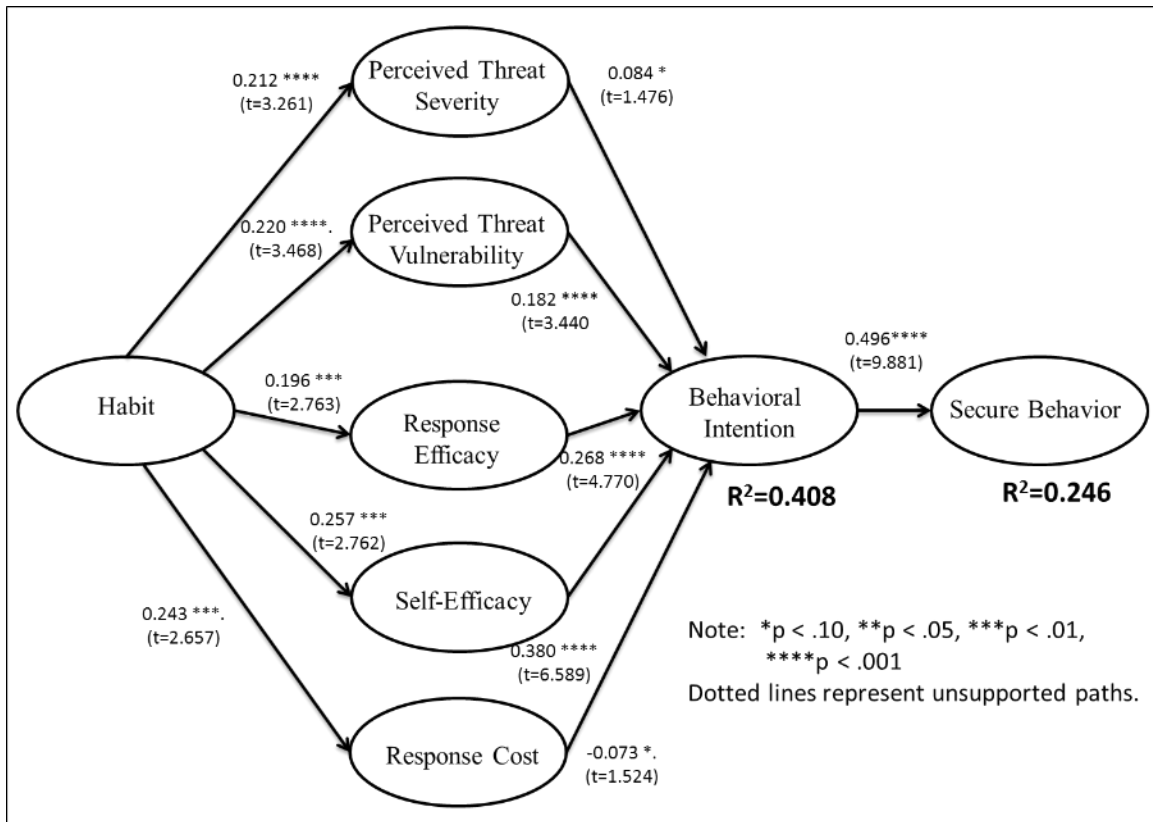 0.212 ****
(t=3.261)
Perceived Threat
Severity
0.084 *
(t=1.476)
0.220 ****.
(t=3.468)
Perceived Threat
Vulnerability
0.182 ****
(t=3.440
Habit
0.196 ***
(t=2.763)
Response
Efficacy
0.268 ****
(t=4.770)
Behavioral
Intention
R²=0.408
0.496****
(t=9.881)
Secure Behavior
R²=0.246
0.257 ***
(t=2.762)
Self-Efficacy
0.380 ****
(t=6.589)
0.243 ***.
(t=2.657)
Response Cost
-0.073 *.
(t=1.524)
Note: *p < .10, **p < .05, ***p < .01,
****p < .001
Dotted lines represent unsupported paths.